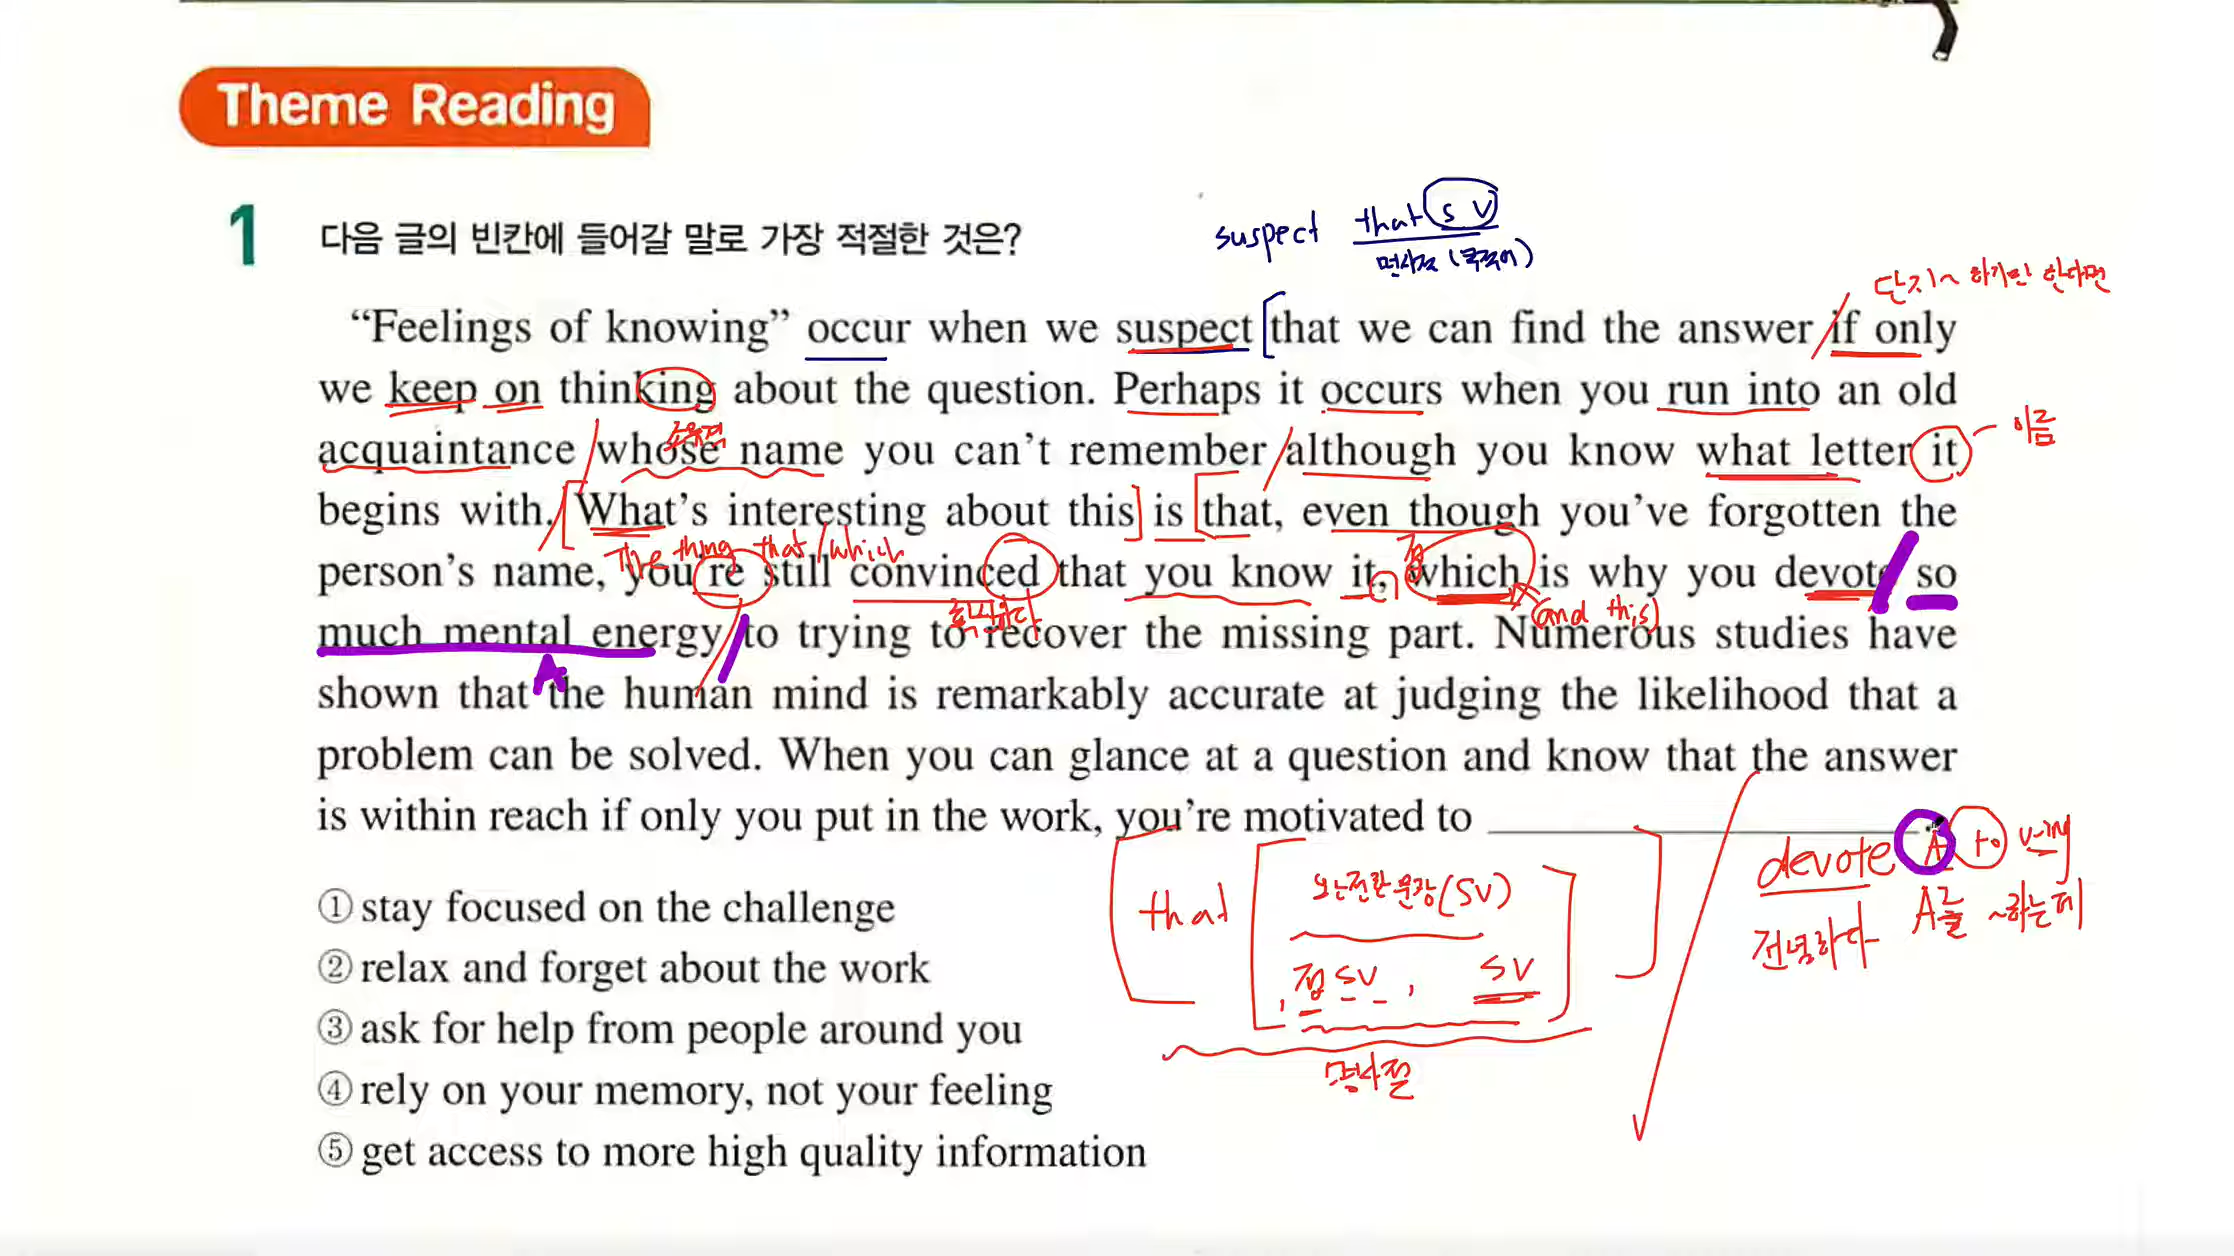 Theme Reading
1 다음 글의 빈칸에 들어갈 말로 가장 적절한 것은?
suspect that S V
명사절 (목적어)
단지~하기만 한다면
“Feelings of knowing” occur when we suspect that we can find the answer if only
we keep on thinking about the question. Perhaps it occurs when you run into an old
소유격
이름
acquaintance whose name you can’t remember although you know what letter it
begins with. What’s interesting about this is that, even though you’ve forgotten the
The thing that/which
person’s name, you’re still convinced that you know it, which is why you devote so
확신하다
(and this)
much mental energy to trying to recover the missing part. Numerous studies have
A
shown that the human mind is remarkably accurate at judging the likelihood that a
problem can be solved. When you can glance at a question and know that the answer
is within reach if only you put in the work, you’re motivated to
devote A to v-ing
전념하다 A를 ~하는데
that
완전한 문장(SV)
, 접 SV , SV
명사절
① stay focused on the challenge
② relax and forget about the work
③ ask for help from people around you
④ rely on your memory, not your feeling
⑤ get access to more high quality information